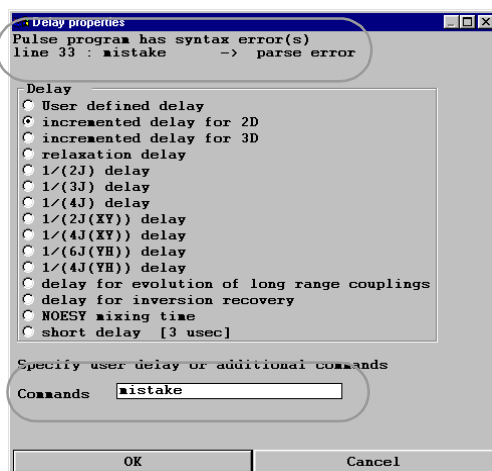 Delay properties
Pulse program has syntax error(s)
line 33 : mistake -> parse error
Delay
User defined delay
incremented delay for 2D
incremented delay for 3D
relaxation delay
1/(2J) delay
1/(3J) delay
1/(4J) delay
1/(2J(XY)) delay
1/(4J(XY)) delay
1/(6J(YH)) delay
1/(4J(YH)) delay
delay for evolution of long range couplings
delay for inversion recovery
NOESY mixing time
short delay [3 usec]
Specify user delay or additional commands
Commands mistake
OK Cancel